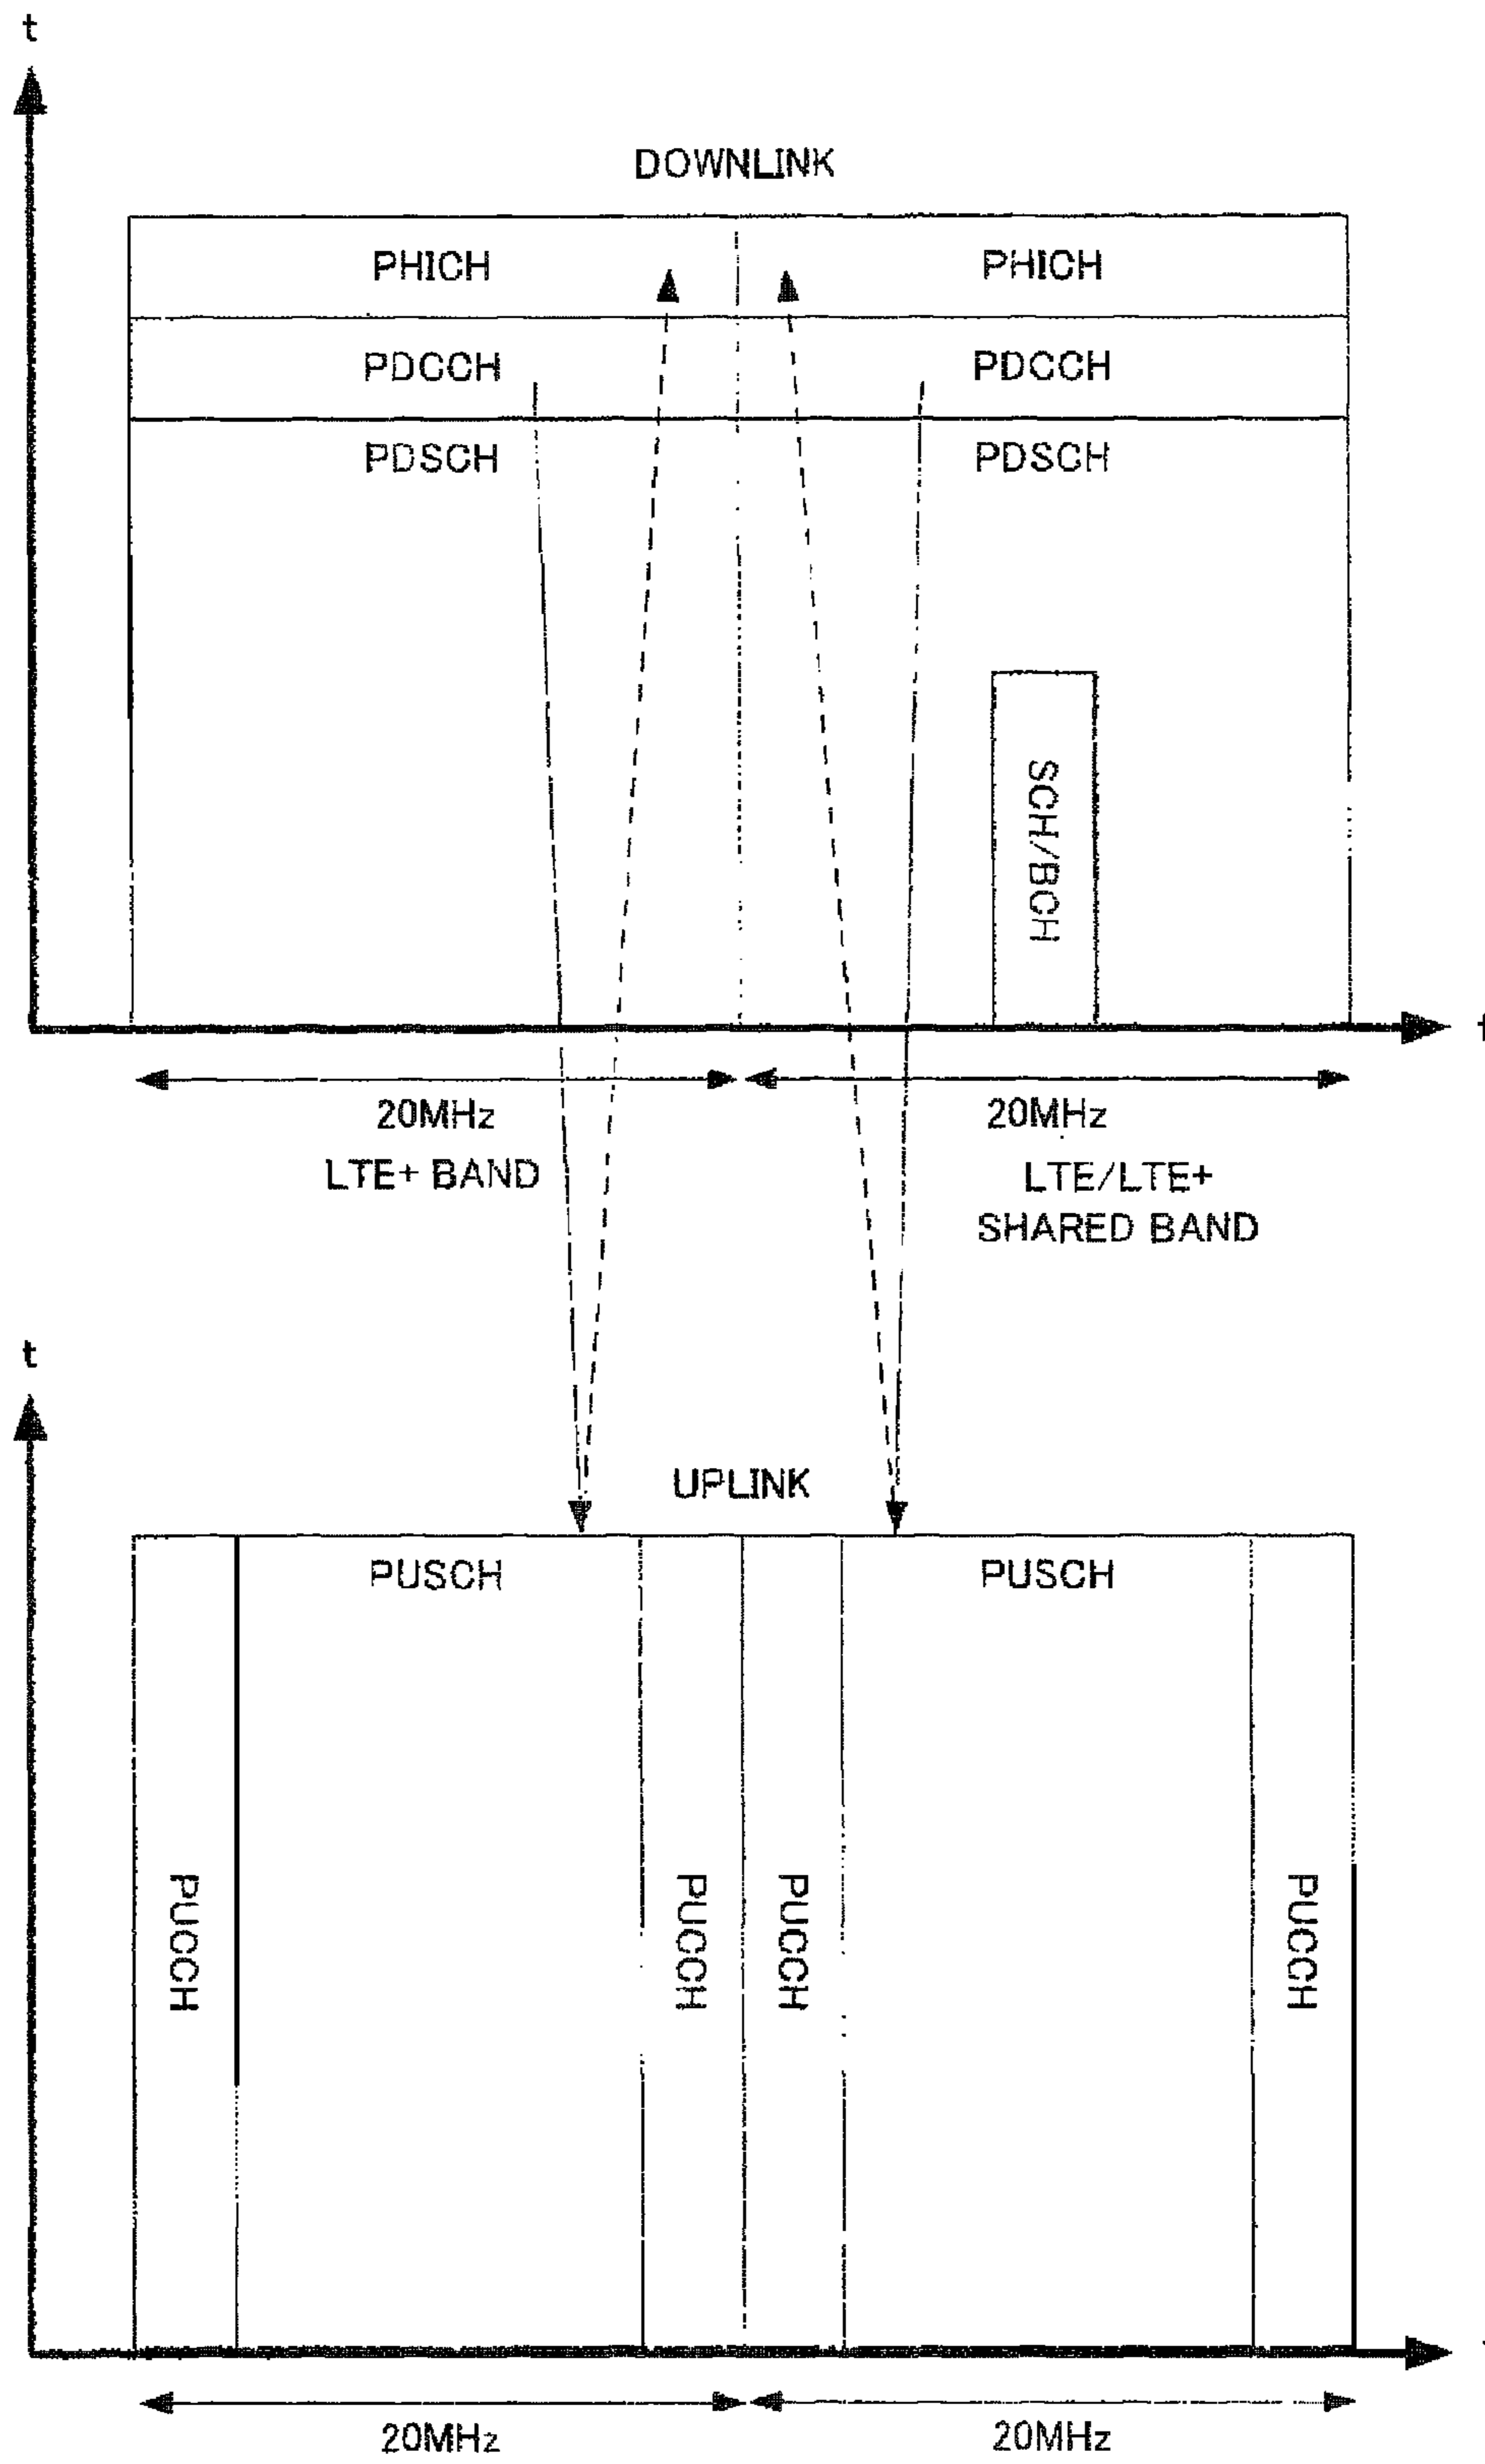 t
DOWNLINK
PHICH PHICH
PDCCH PDCCH
PDSCH PDSCH
SCH/BCH
f
20MHz 20MHz
LTE+ BAND
LTE/LTE+
SHARED BAND
t
UPLINK
PUSCH PUSCH
PUCCH PUCCH PUCCH PUCCH
20MHz 20MHz